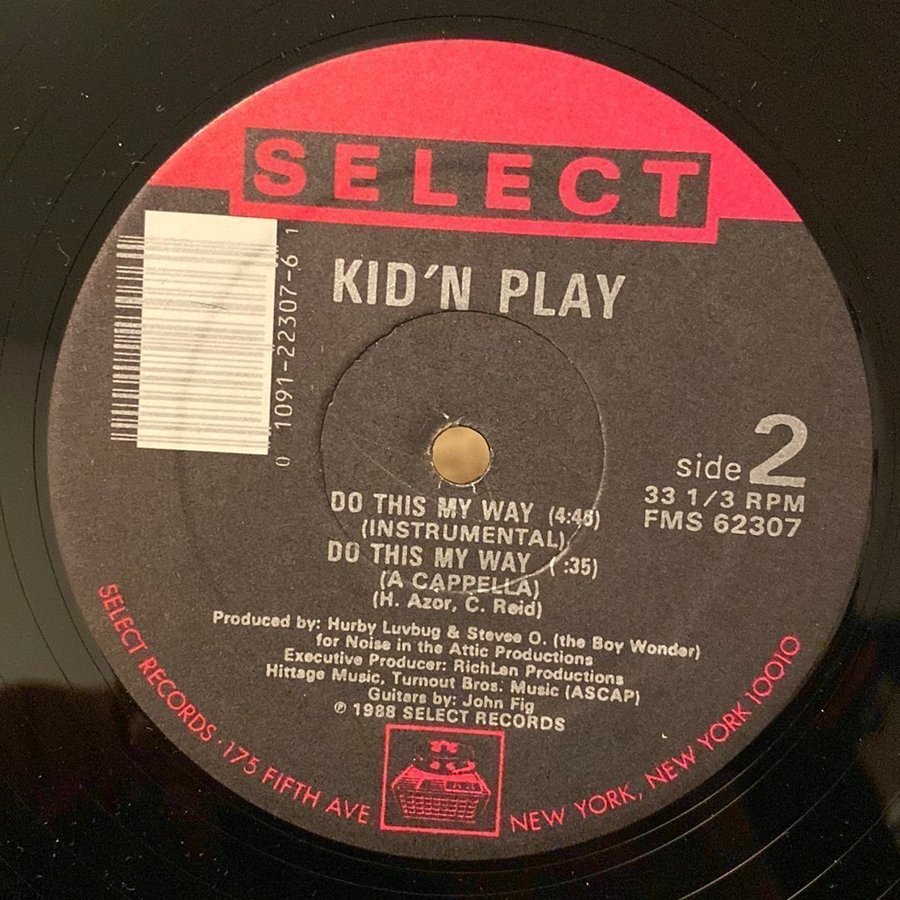 SELECT
KID'N PLAY
0 1091-22307-6 1
side 2
33 1/3 RPM
FMS 62307
DO THIS MY WAY (4:46)
(INSTRUMENTAL)
DO THIS MY WAY ( :35)
(A CAPPELLA)
(H. Azor, C. Reid)
Produced by: Hurby Luvbug & Stevee O. (the Boy Wonder)
for Noise in the Attic Productions
Executive Producer: RichLen Productions
Hittage Music, Turnout Bros. Music (ASCAP)
Guitars by: John Fig
℗ 1988 SELECT RECORDS
SELECT RECORDS · 175 FIFTH AVE NEW YORK, NEW YORK 10010